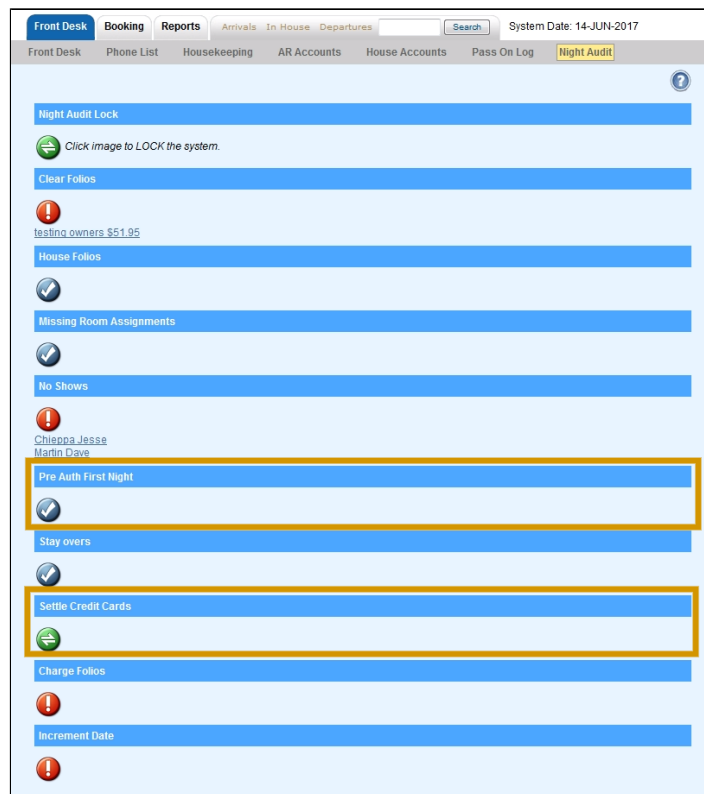 Front Desk Booking Reports Arrivals In House Departures Search System Date: 14-JUN-2017
Front Desk Phone List Housekeeping AR Accounts House Accounts Pass On Log Night Audit
?
Night Audit Lock
Click image to LOCK the system.
Clear Folios
testing owners $51.95
House Folios
Missing Room Assignments
No Shows
Chieppa Jesse
Martin Dave
Pre Auth First Night
Stay overs
Settle Credit Cards
Charge Folios
Increment Date